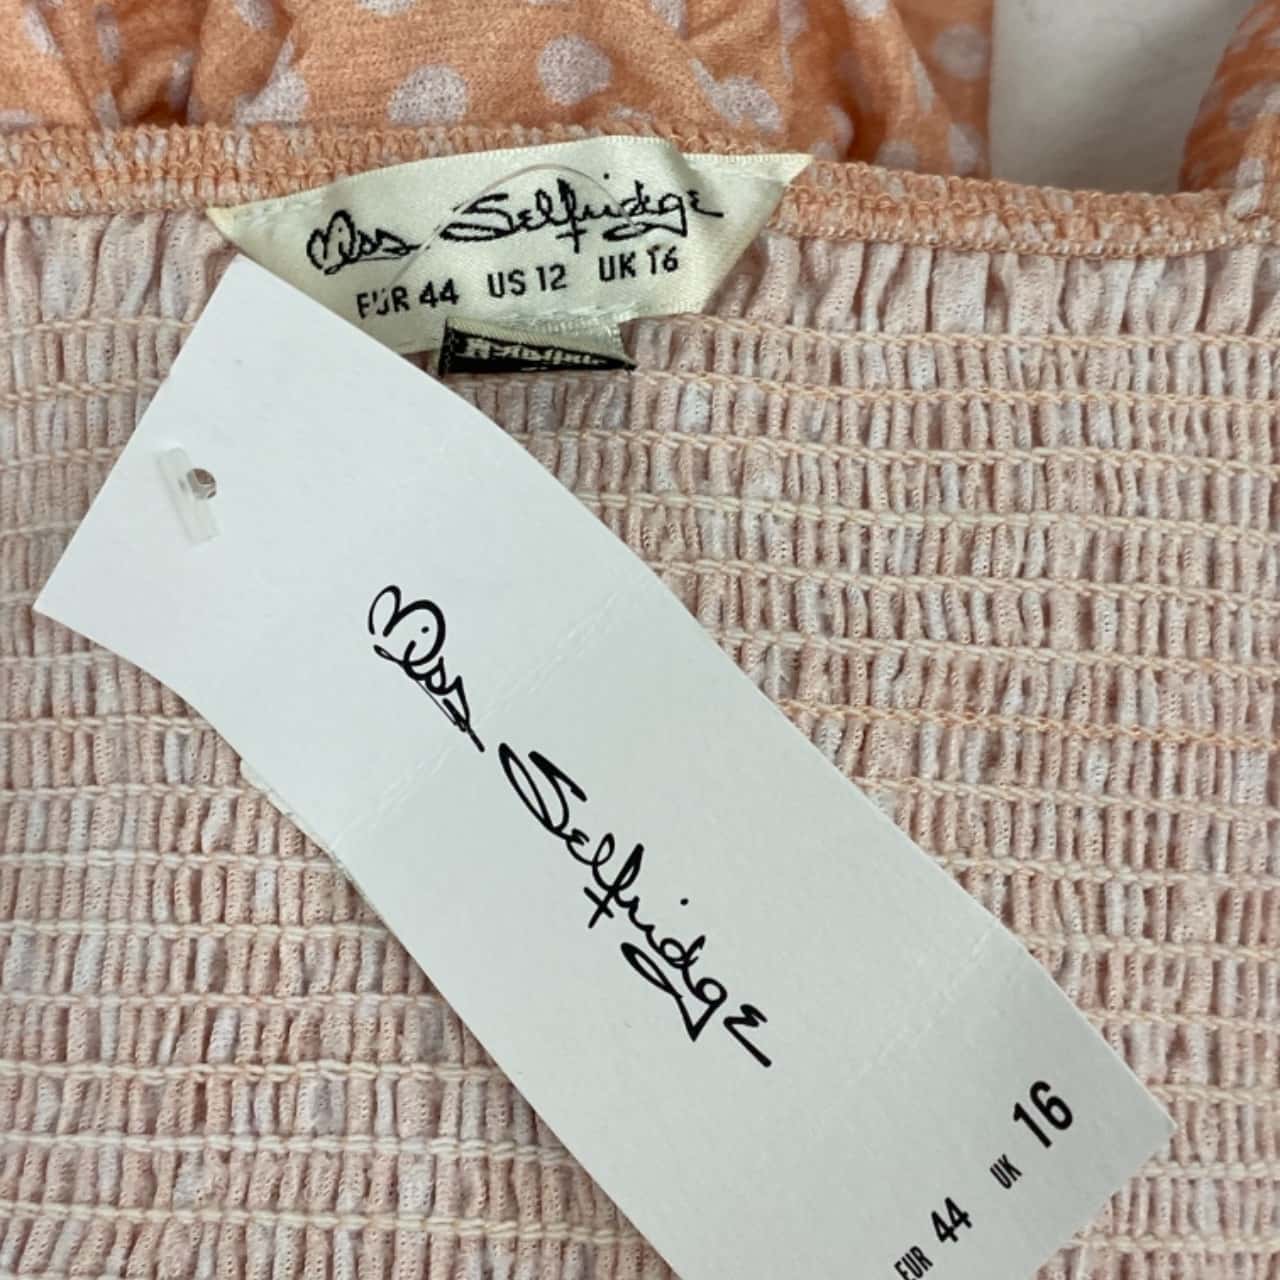 Miss Selfridge
EUR 44 US 12 UK 16
Miss Selfridge
EUR 44 UK 16